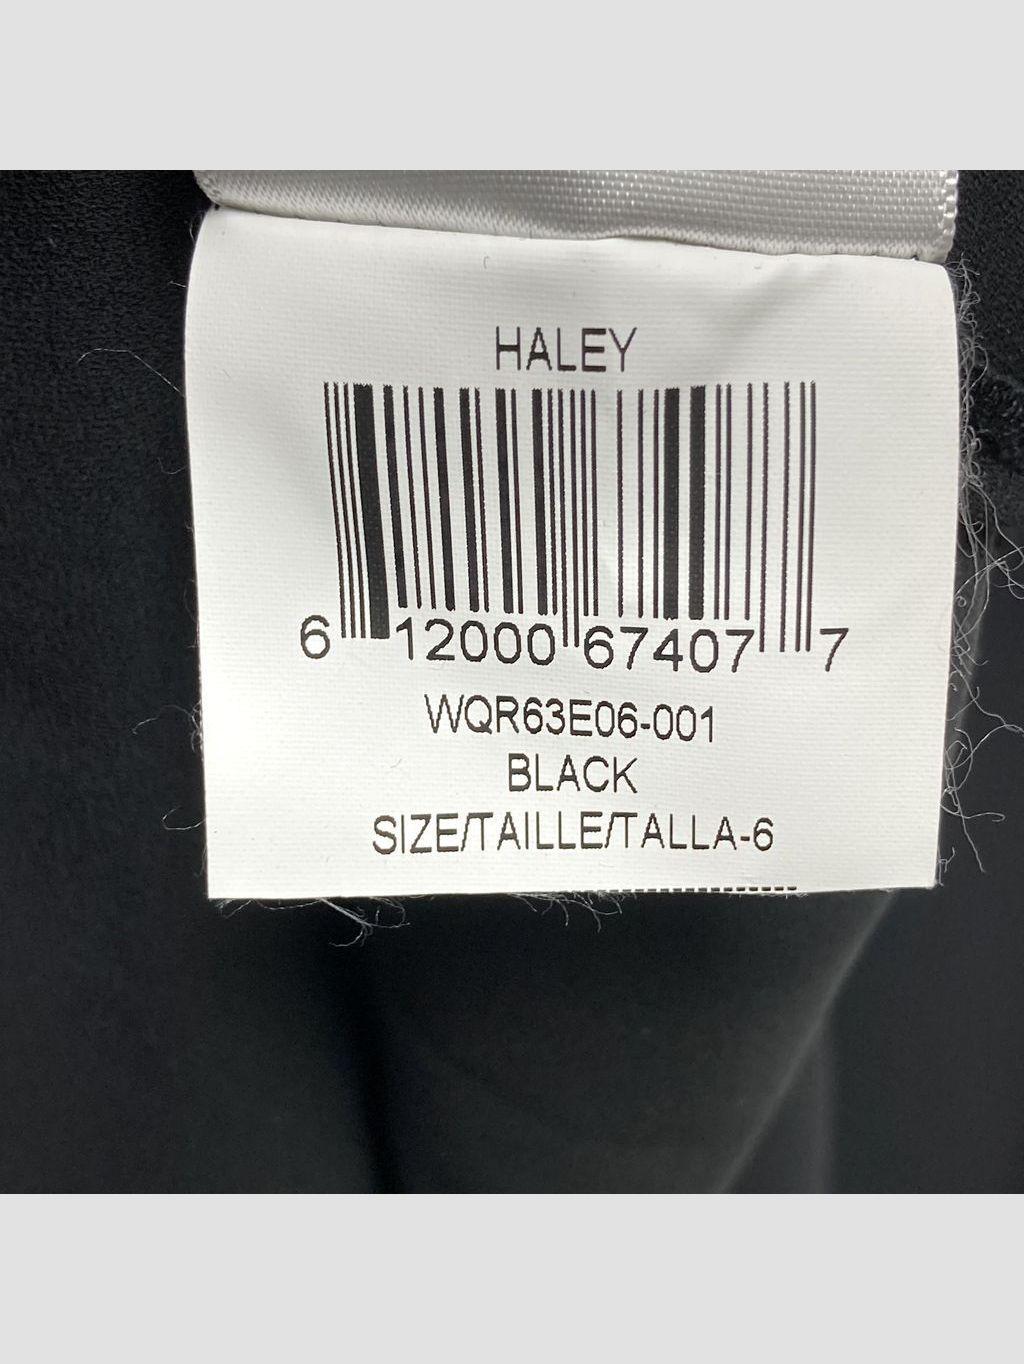 HALEY
6 12000 67407 7
WQR63E06-001
BLACK
SIZE/TAILLE/TALLA-6